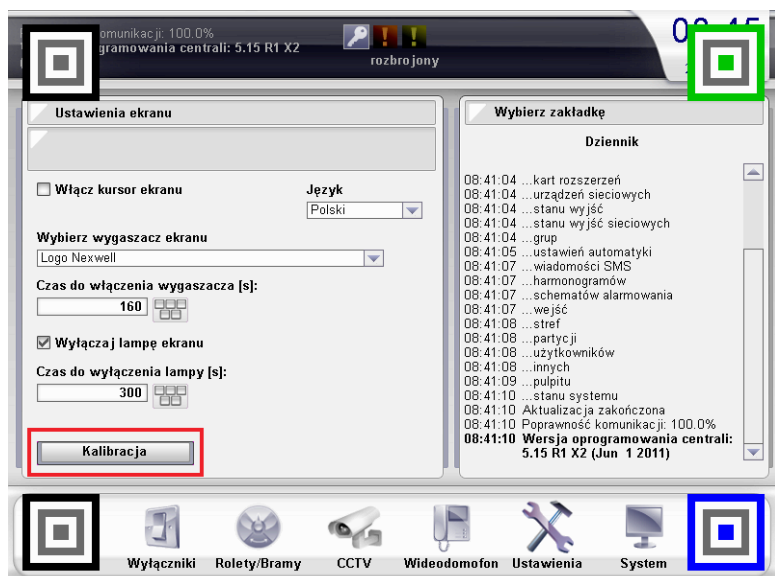 omunikacji: 100.0%
gramowania centrali: 5.15 R1 X2
rozbrojony
Ustawienia ekranu
Włącz kursor ekranu
Język
Polski
Wybierz wygaszacz ekranu
Logo Nexwell
Czas do włączenia wygaszacza [s]:
160
Wyłączaj lampę ekranu
Czas do wyłączenia lampy [s]:
300
Kalibracja
Wybierz zakładkę
Dziennik
08:41:04 ...kart rozszerzeń
08:41:04 ...urządzeń sieciowych
08:41:04 ...stanu wyjść
08:41:04 ...stanu wyjść sieciowych
08:41:04 ...grup
08:41:05 ...ustawień automatyki
08:41:07 ...wiadomości SMS
08:41:07 ...harmonogramów
08:41:07 ...schematów alarmowania
08:41:07 ...wejść
08:41:08 ...stref
08:41:08 ...partycji
08:41:08 ...użytkowników
08:41:08 ...innych
08:41:09 ...pulpitu
08:41:10 ...stanu systemu
08:41:10 Aktualizacja zakończona
08:41:10 Poprawność komunikacji: 100.0%
08:41:10 Wersja oprogramowania centrali:
5.15 R1 X2 (Jun 1 2011)
Wyłączniki Rolety/Bramy CCTV Wideodomofon Ustawienia System